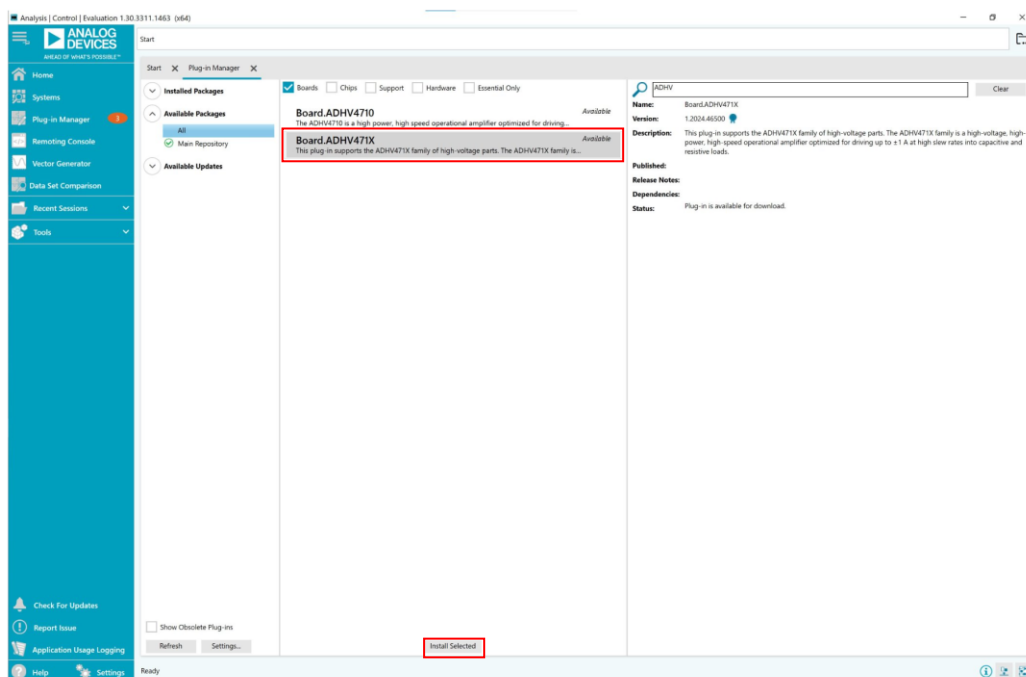 Analysis | Control | Evaluation 1.30.3311.1463 (x64)
ANALOG
DEVICES
AHEAD OF WHAT'S POSSIBLE™
Home
Systems
Plug-in Manager 3
Remoting Console
Vector Generator
Data Set Comparison
Recent Sessions
Tools
Check For Updates
Report Issue
Application Usage Logging
Help Settings
Start
Start Plug-in Manager
Installed Packages
Available Packages
All
Main Repository
Available Updates
Show Obsolete Plug-ins
Refresh Settings...
Boards Chips Support Hardware Essential Only
Board.ADHV4710 Available
The ADHV4710 is a high power, high speed operational amplifier optimized for driving...
Board.ADHV471X Available
This plug-in supports the ADHV471X family of high-voltage parts. The ADHV471X family is...
Install Selected
ADHV Clear
Name: Board.ADHV471X
Version: 1.2024.46500
Description: This plug-in supports the ADHV471X family of high-voltage parts. The ADHV471X family is a high-voltage, high-
power, high-speed operational amplifier optimized for driving up to ±1 A at high slew rates into capacitive and
resistive loads.
Published:
Release Notes:
Dependencies:
Status: Plug-in is available for download.
Ready